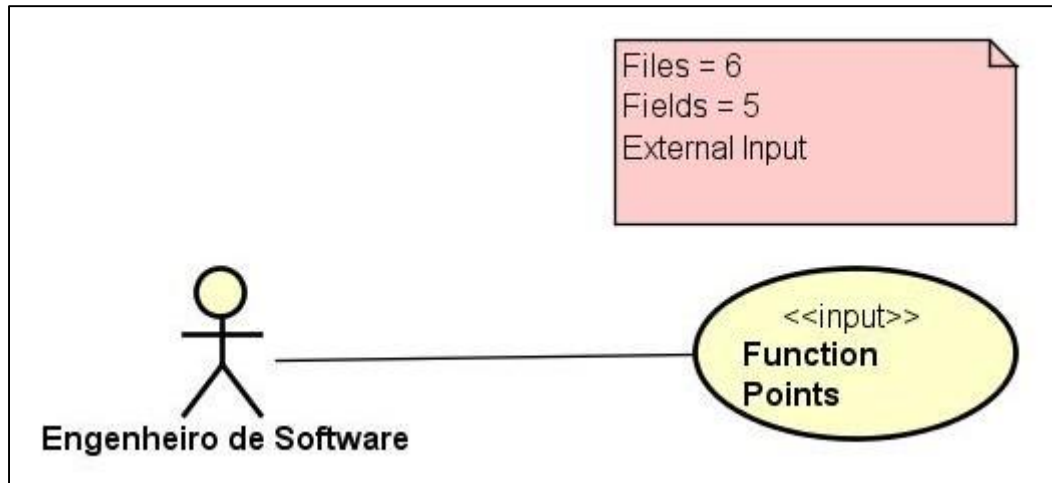 Files = 6
Fields = 5
External Input
<<input>>
Function
Points
Engenheiro de Software